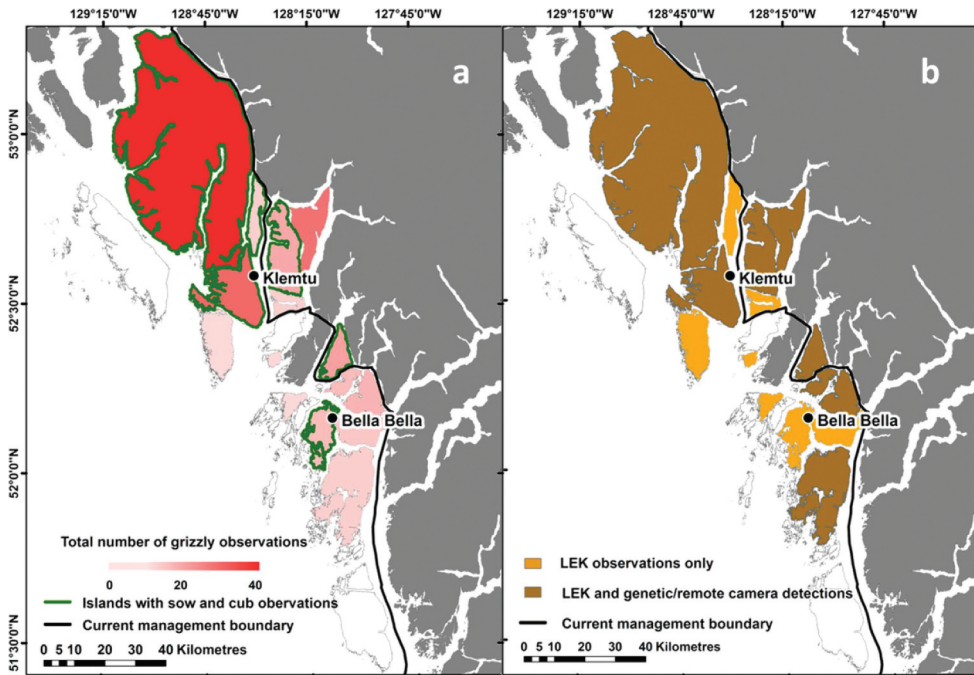 129°15'0"W 128°45'0"W 128°15'0"W 127°45'0"W
129°15'0"W 128°45'0"W 128°15'0"W 127°45'0"W
a
b
53°0'0"N
Klemtu
Klemtu
52°30'0"N
Bella Bella
Bella Bella
52°0'0"N
Total number of grizzly observations
0 20 40
Islands with sow and cub obervations
Current management boundary
0 5 10 20 30 40 Kilometres
51°30'0"N
LEK observations only
LEK and genetic/remote camera detections
Current management boundary
0 5 10 20 30 40 Kilometres